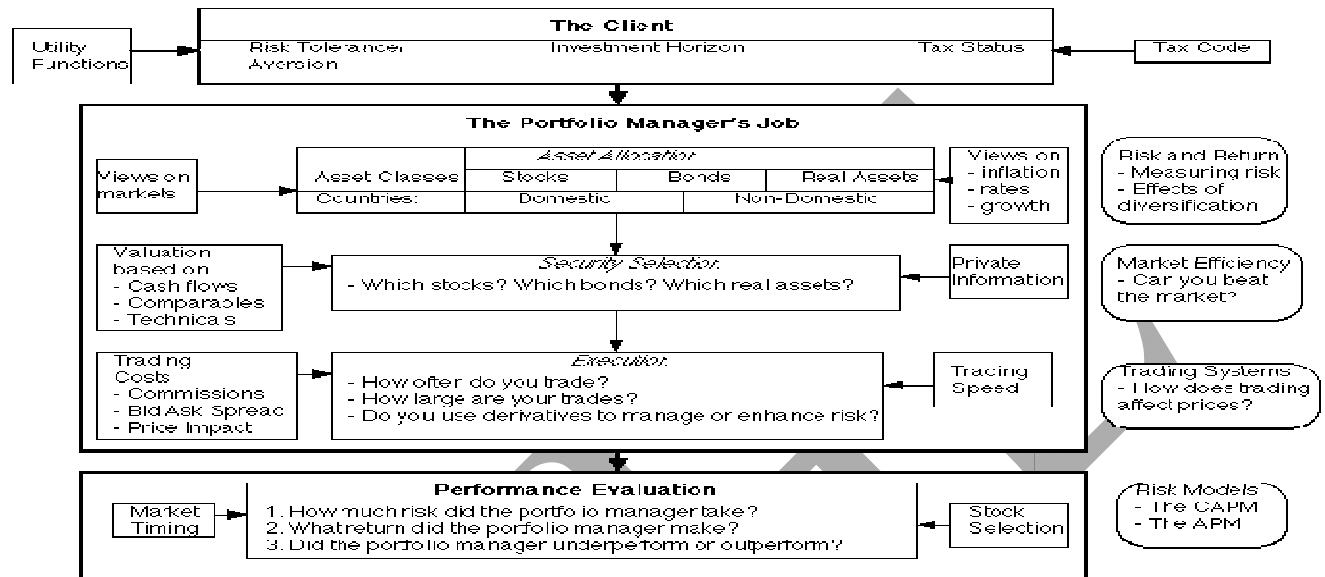 The Client
Utility
Functions
Risk Tolerance/
Aversion
Investment Horizon
Tax Status
Tax Code
The Portfolio Manager's Job
Views on
markets
Asset Allocation
Asset Classes
Stocks
Bonds
Real Assets
Countries:
Domestic
Non-Domestic
Views on
- inflation
- rates
- growth
Risk and Return
- Measuring risk
- Effects of
diversification
Valuation
based on
- Cash flows
- Comparables
- Technicals
Security Selection
- Which stocks? Which bonds? Which real assets?
Private
Information
Market Efficiency
- Can you beat
the market?
Trading
Costs
- Commissions
- Bid Ask Spread
- Price Impact
Execution
- How often do you trade?
- How large are your trades?
- Do you use derivatives to manage or enhance risk?
Trading
Speed
Trading Systems
- How does trading
affect prices?
Performance Evaluation
Market
Timing
1. How much risk did the portfolio manager take?
2. What return did the portfolio manager make?
3. Did the portfolio manager underperform or outperform?
Stock
Selection
Risk Models
- The CAPM
- The APM